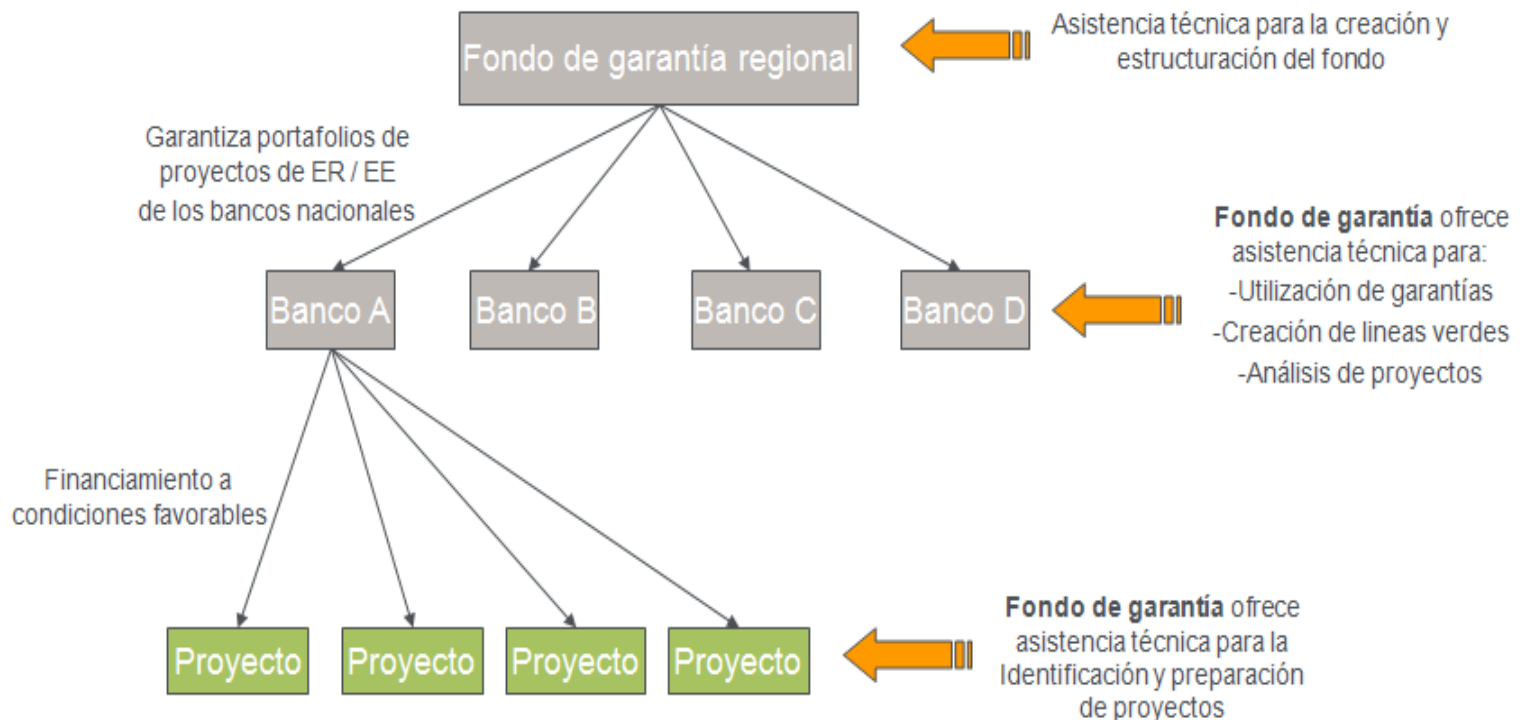 Fondo de garantía regional
Asistencia técnica para la creación y
estructuración del fondo
Garantiza portafolios de
proyectos de ER / EE
de los bancos nacionales
Banco A
Banco B
Banco C
Banco D
Fondo de garantía ofrece
asistencia técnica para:
-Utilización de garantías
-Creación de lineas verdes
-Análisis de proyectos
Financiamiento a
condiciones favorables
Proyecto
Proyecto
Proyecto
Proyecto
Fondo de garantía ofrece
asistencia técnica para la
Identificación y preparación
de proyectos